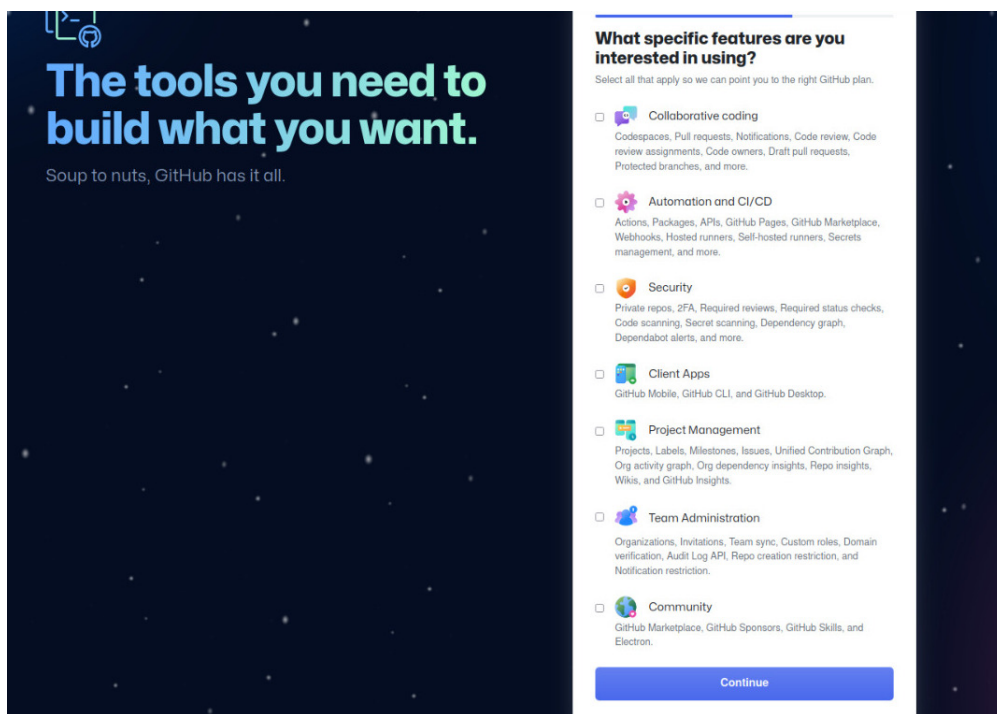 The tools you need to
build what you want.
Soup to nuts, GitHub has it all.
What specific features are you
interested in using?
Select all that apply so we can point you to the right GitHub plan.
Collaborative coding
Codespaces, Pull requests, Notifications, Code review, Code
review assignments, Code owners, Draft pull requests,
Protected branches, and more.
Automation and CI/CD
Actions, Packages, APIs, GitHub Pages, GitHub Marketplace,
Webhooks, Hosted runners, Self-hosted runners, Secrets
management, and more.
Security
Private repos, 2FA, Required reviews, Required status checks,
Code scanning, Secret scanning, Dependency graph,
Dependabot alerts, and more.
Client Apps
GitHub Mobile, GitHub CLI, and GitHub Desktop.
Project Management
Projects, Labels, Milestones, Issues, Unified Contribution Graph,
Org activity graph, Org dependency insights, Repo insights,
Wikis, and GitHub Insights.
Team Administration
Organizations, Invitations, Team sync, Custom roles, Domain
verification, Audit Log API, Repo creation restriction, and
Notification restriction.
Community
GitHub Marketplace, GitHub Sponsors, GitHub Skills, and
Electron.
Continue